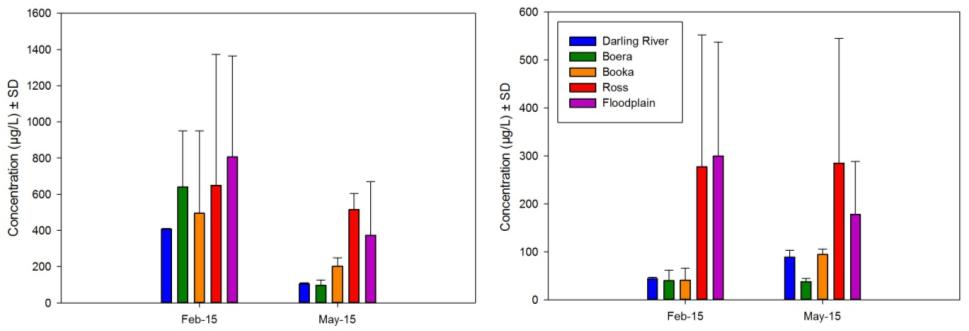 Concentration (µg/L) ± SD
1600
1400
1200
1000
800
600
400
200
0
Feb-15
May-15
Concentration (µg/L) ± SD
600
500
400
300
200
100
0
Darling River
Boera
Booka
Ross
Floodplain
Feb-15
May-15